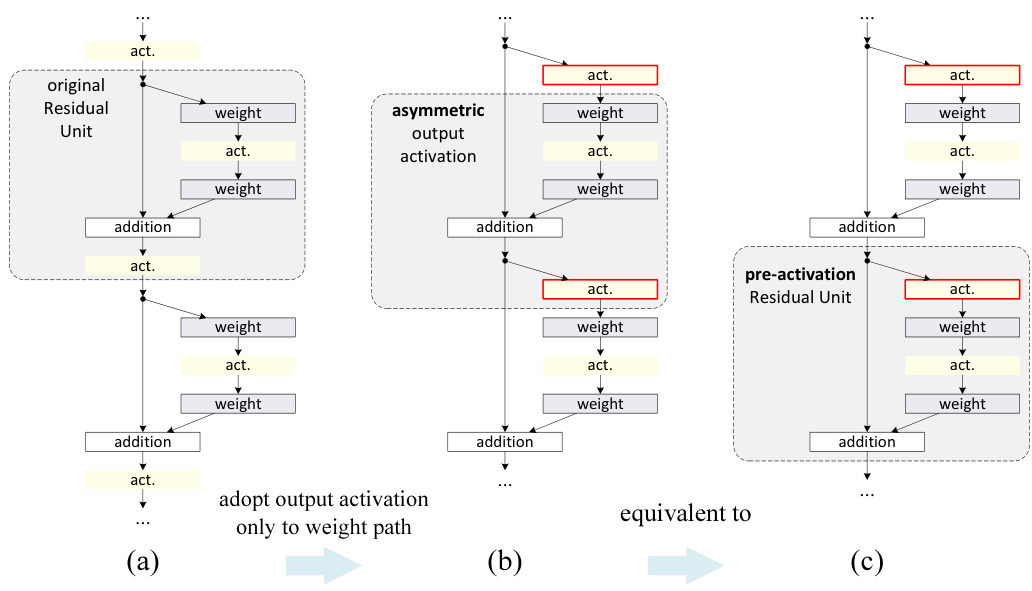 ...
act.
original
Residual
Unit
weight
act.
weight
addition
act.
weight
act.
weight
addition
act.
...
adopt output activation
only to weight path
(a)
...
act.
asymmetric
output
activation
weight
act.
weight
addition
act.
weight
act.
weight
addition
...
equivalent to
(b)
...
act.
weight
act.
weight
addition
pre-activation
Residual Unit
act.
weight
act.
weight
addition
...
(c)